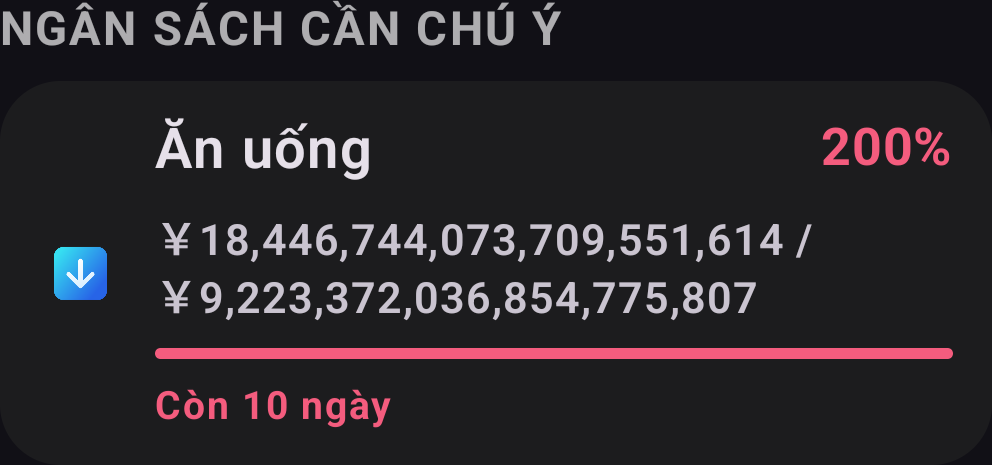 NGÂN SÁCH CẦN CHÚ Ý
Ăn uống
200%
￥18,446,744,073,709,551,614 /
￥9,223,372,036,854,775,807
Còn 10 ngày